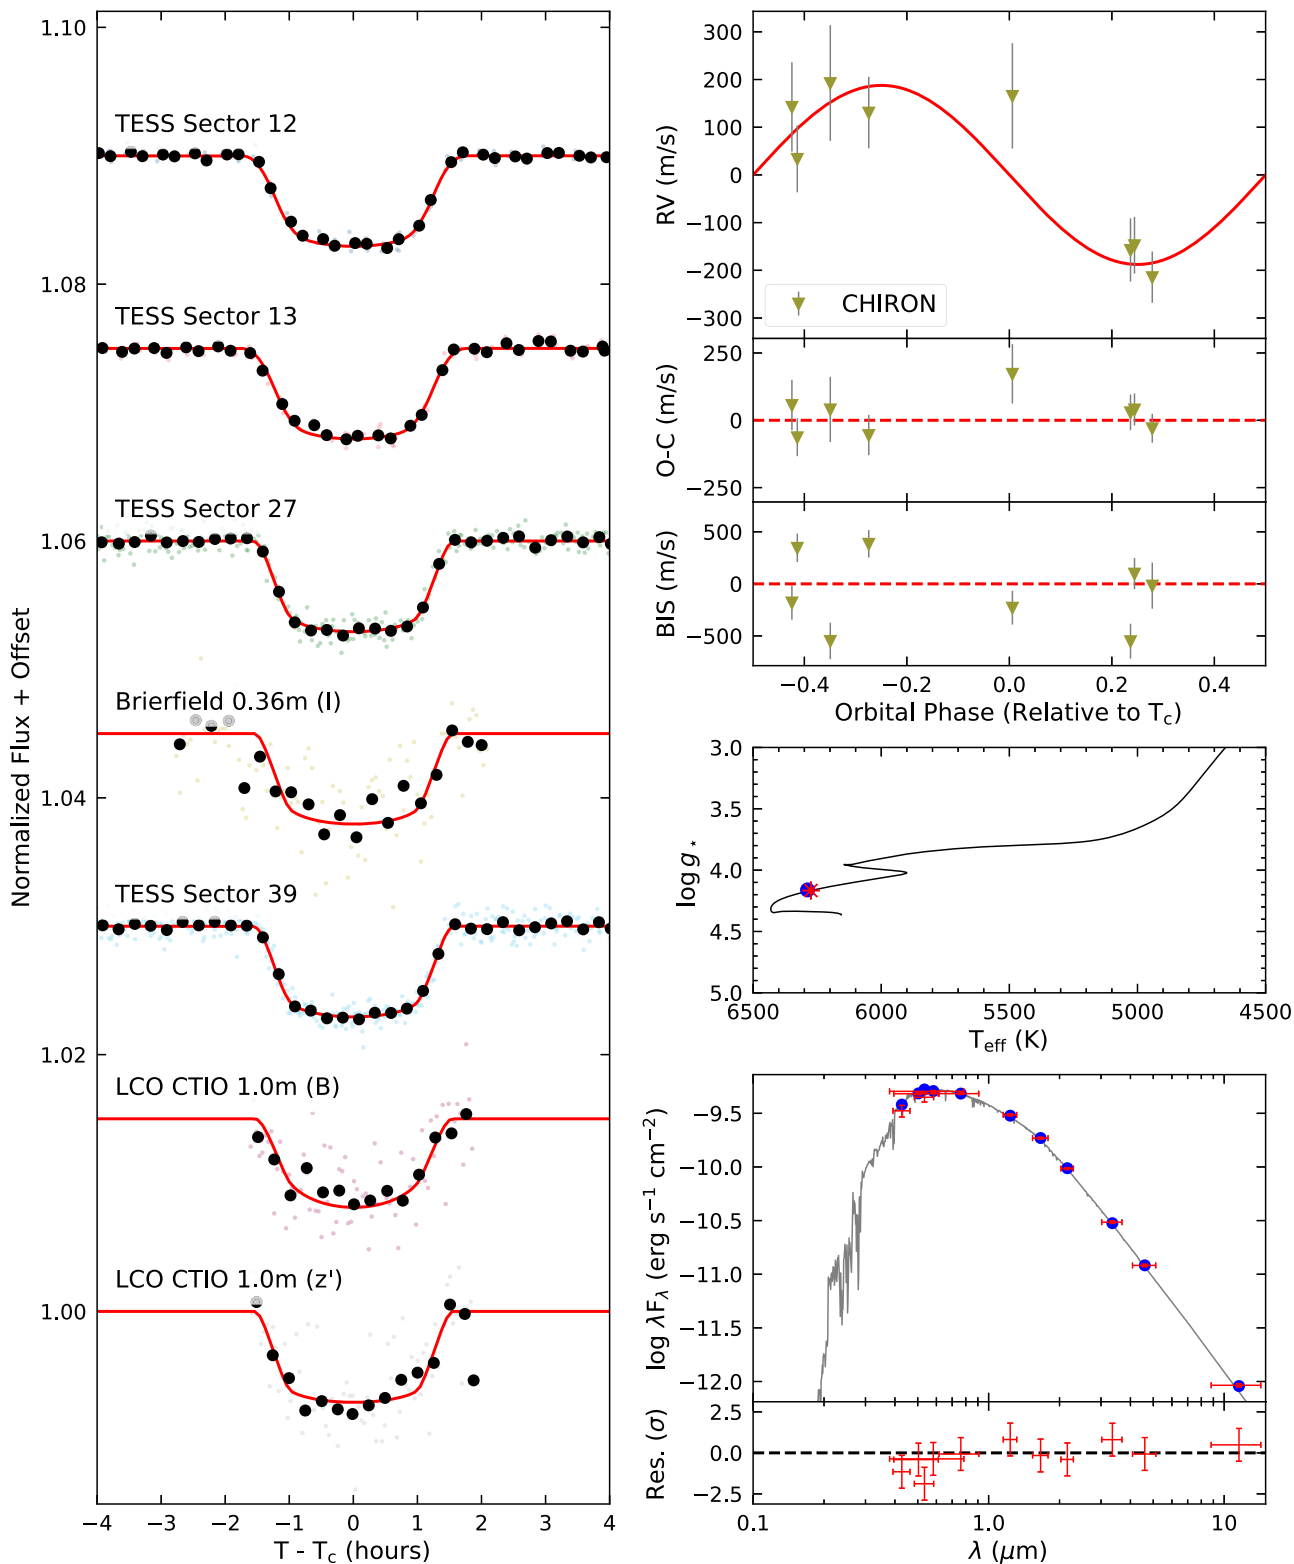 1.10
TESS Sector 12
1.08
TESS Sector 13
TESS Sector 27
1.06
Brierfield 0.36m (I)
1.04
TESS Sector 39
1.02
LCO CTIO 1.0m (B)
LCO CTIO 1.0m (z')
1.00
Normalized Flux + Offset
−4 −3 −2 −1 0 1 2 3 4
T - Tc (hours)
300
200
100
0
−100
−200
−300
RV (m/s)
CHIRON
250
0
−250
O-C (m/s)
500
0
−500
BIS (m/s)
−0.4 −0.2 0.0 0.2 0.4
Orbital Phase (Relative to Tc)
3.0
3.5
4.0
4.5
5.0
log g⋆
6500 6000 5500 5000 4500
Teff (K)
−9.5
−10.0
−10.5
−11.0
−11.5
−12.0
log λFλ (erg s−1 cm−2)
2.5
0.0
−2.5
Res. (σ)
0.1 1.0 10
λ (μm)